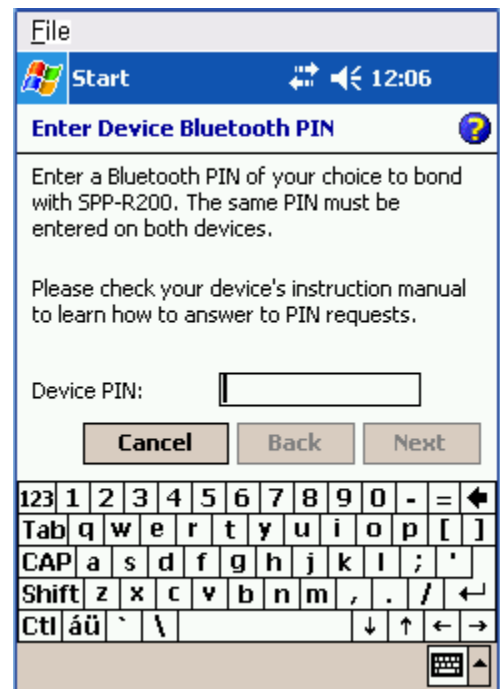 File
Start 12:06
Enter Device Bluetooth PIN ?
Enter a Bluetooth PIN of your choice to bond
with SPP-R200. The same PIN must be
entered on both devices.
Please check your device's instruction manual
to learn how to answer to PIN requests.
Device PIN:
Cancel Back Next
123 1 2 3 4 5 6 7 8 9 0 - =
Tab q w e r t y u i o p [ ]
CAP a s d f g h j k l ; '
Shift z x c v b n m , . /
Ctl áü ` \